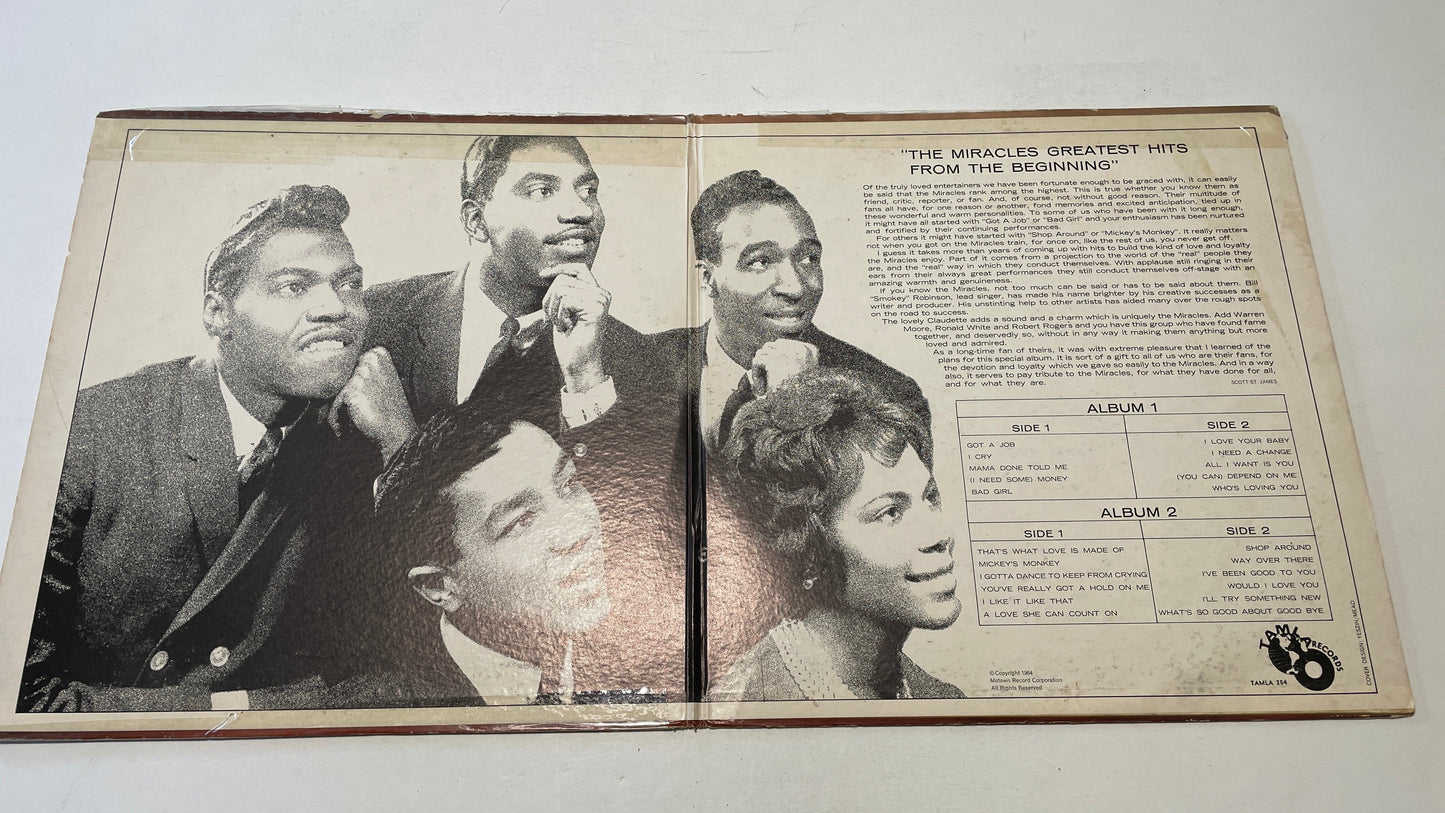 "THE MIRACLES GREATEST HITS
FROM THE BEGINNING"
Of the truly loved entertainers we have been fortunate enough to be graced with, it can easily
be said that the Miracles rank among the highest. This is true whether you know them as
friend, critic, reporter, or fan. And, of course, not without good reason. Their multitude of
fans all have, for one reason or another, fond memories and excited anticipation, tied up in
these wonderful and warm personalities. To some of us who have been with it long enough,
it might have all started with "Got A Job" or "Bad Girl" and your enthusiasm has been nurtured
and fortified by their continuing performances.
For others it might have started with "Shop Around" or "Mickey's Monkey". It really matters
not when you got on the Miracles train, for once on, like the rest of us, you never get off.
I guess it takes more than years of coming up with hits to build the kind of love and loyalty
the Miracles enjoy. Part of it comes from a projection to the world of the "real" people they
are, and the "real" way in which they conduct themselves. With applause still ringing in their
ears from their always great performances they still conduct themselves off-stage with an
amazing warmth and genuineness.
If you know the Miracles, not too much can be said or has to be said about them. Bill
"Smokey" Robinson, lead singer, has made his name brighter by his creative successes as a
writer and producer. His unstinting help to other artists has aided many over the rough spots
on the road to success.
The lovely Claudette adds a sound and a charm which is uniquely the Miracles. Add Warren
Moore, Ronald White and Robert Rogers and you have this group who have found fame
together, and deservedly so, without in any way it making them anything but more
loved and admired.
As a long-time fan of theirs, it was with extreme pleasure that I learned of the
plans for this special album. It is sort of a gift to all of us who are their fans, for
the devotion and loyalty which we gave so easily to the Miracles. And in a way
also, it serves to pay tribute to the Miracles, for what they have done for all,
and for what they are.
SCOTT ST. JAMES
ALBUM 1
SIDE 1
GOT A JOB
I CRY
MAMA DONE TOLD ME
(I NEED SOME) MONEY
BAD GIRL
SIDE 2
I LOVE YOUR BABY
I NEED A CHANGE
ALL I WANT IS YOU
(YOU CAN) DEPEND ON ME
WHO'S LOVING YOU
ALBUM 2
SIDE 1
THAT'S WHAT LOVE IS MADE OF
MICKEY'S MONKEY
I GOTTA DANCE TO KEEP FROM CRYING
YOU'VE REALLY GOT A HOLD ON ME
I LIKE IT LIKE THAT
A LOVE SHE CAN COUNT ON
SIDE 2
SHOP AROUND
WAY OVER THERE
I'VE BEEN GOOD TO YOU
WOULD I LOVE YOU
I'LL TRY SOMETHING NEW
WHAT'S SO GOOD ABOUT GOOD BYE
©Copyright 1964
Motown Record Corporation
All Rights Reserved
TAMLA RECORDS
TAMLA 254
COVER DESIGN: YESZIN/MEAD